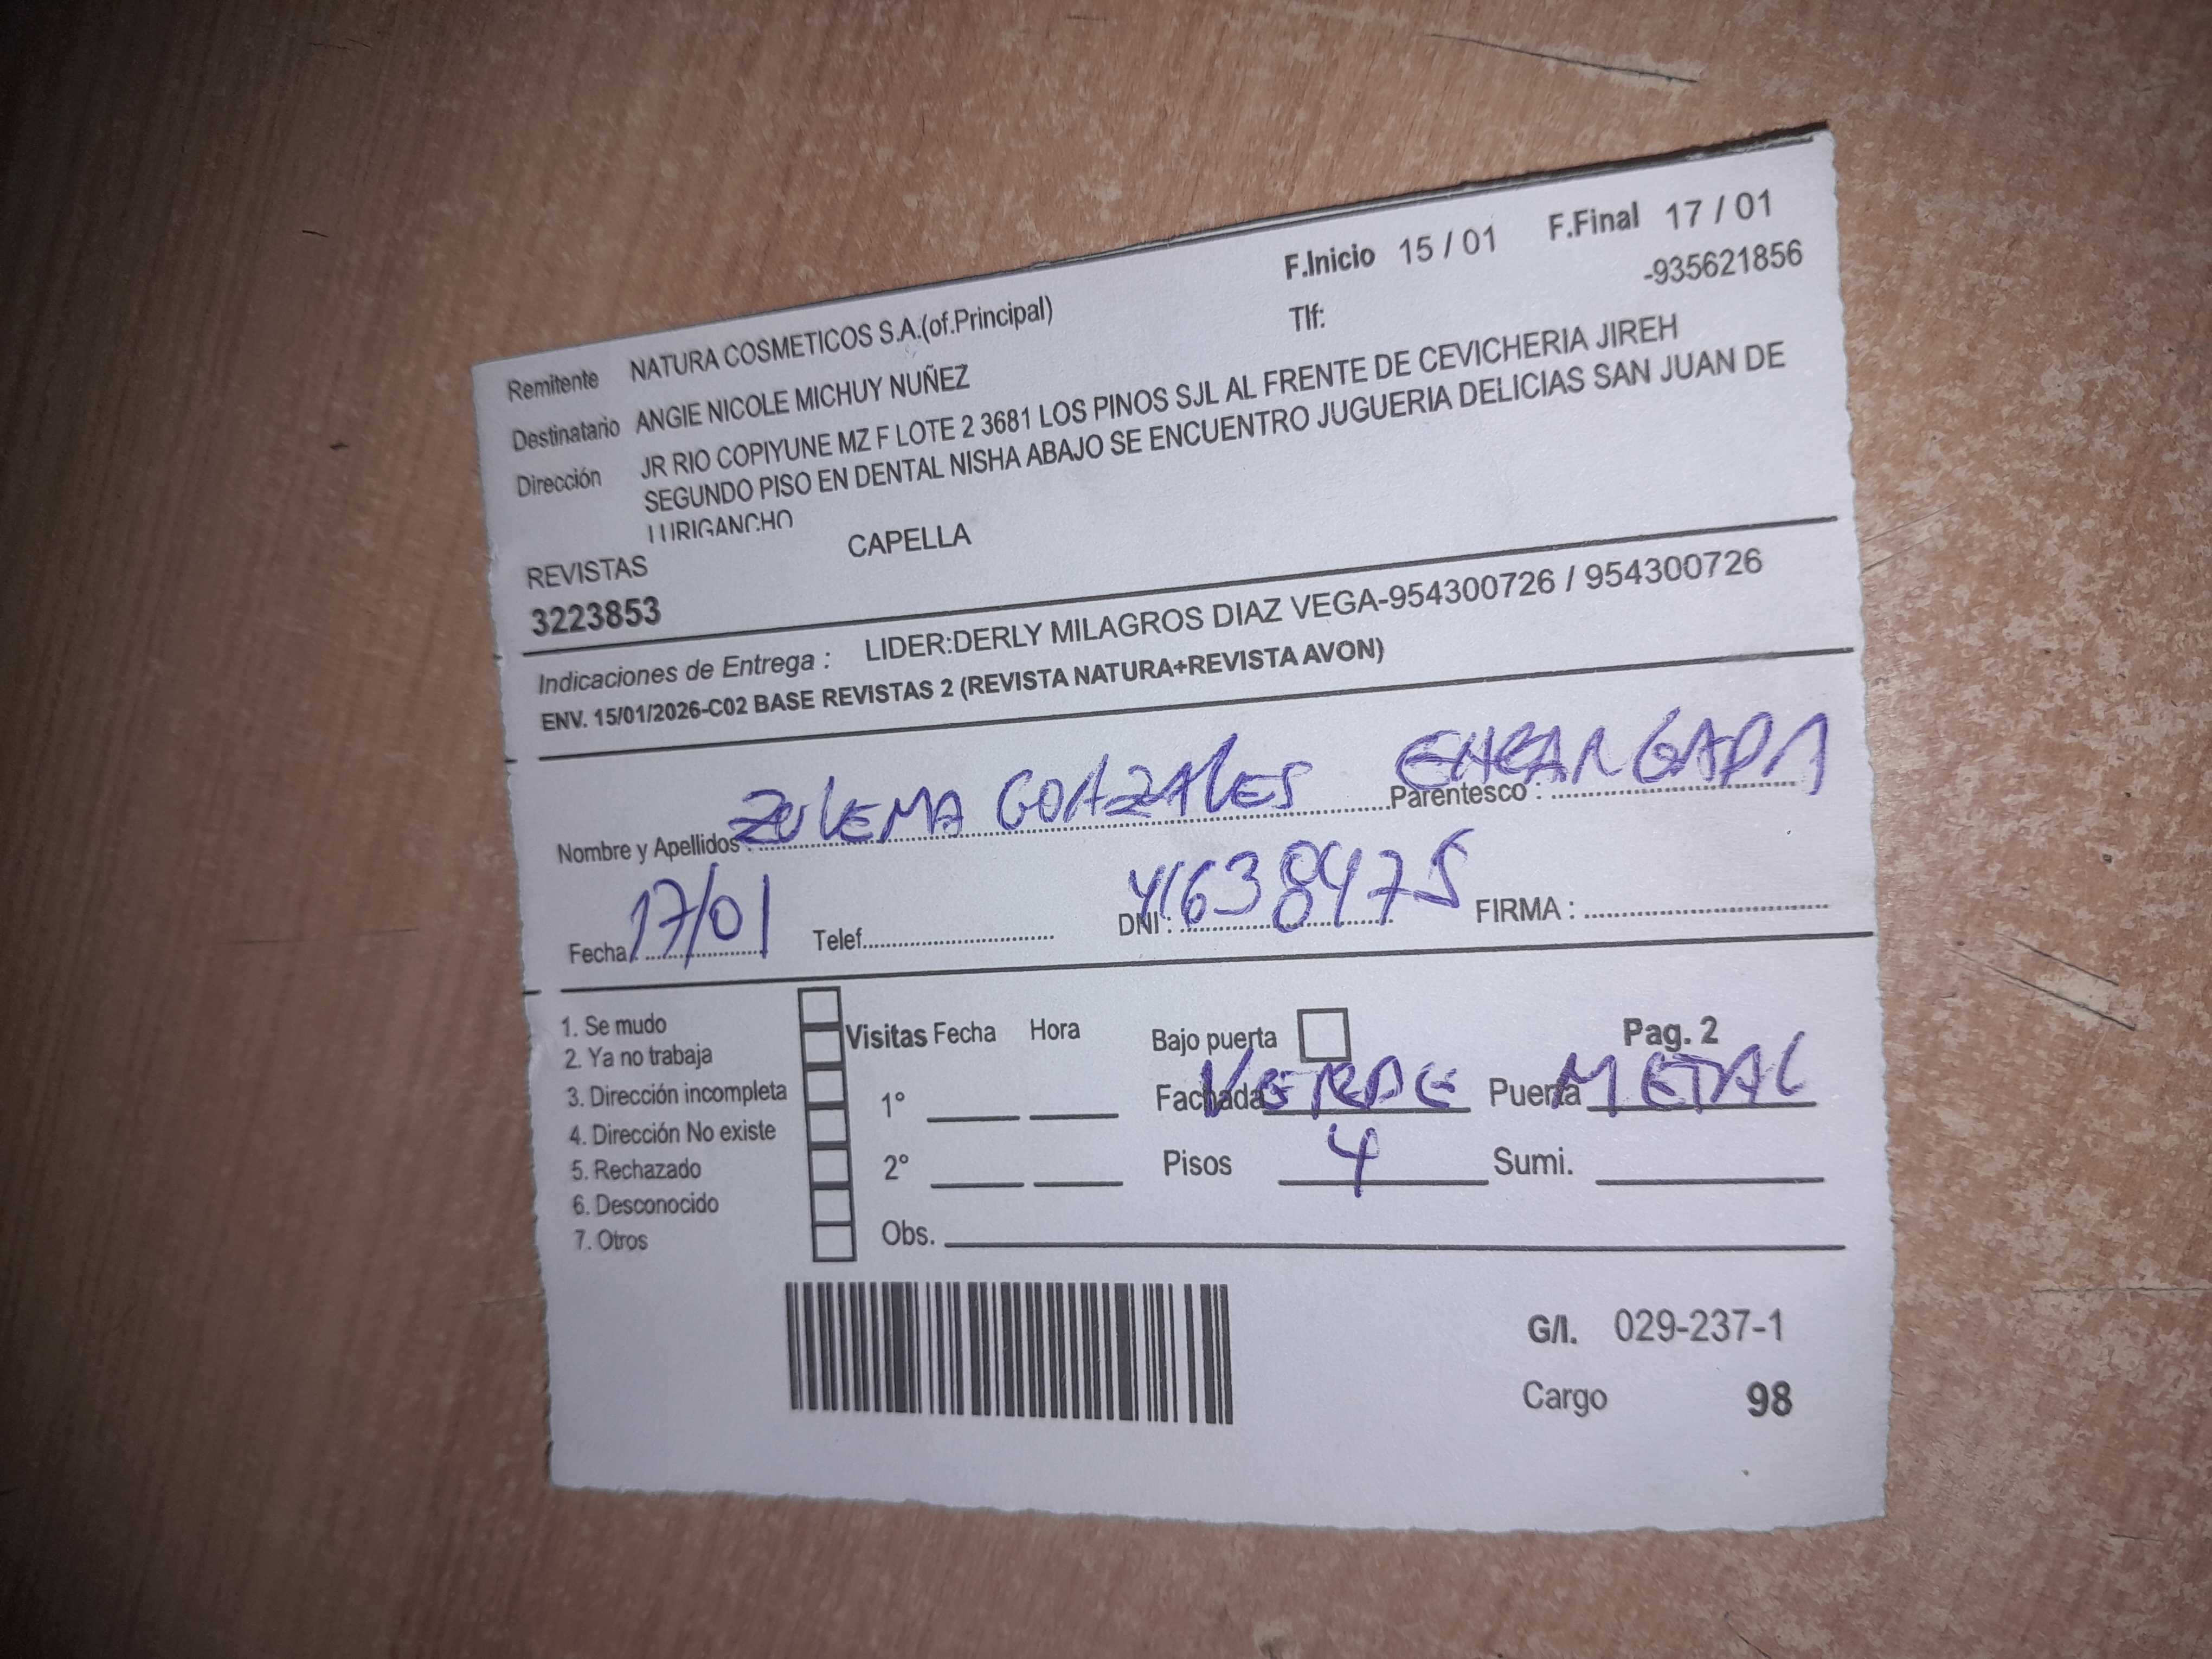 F.Inicio 15 / 01 F.Final 17 / 01
Remitente NATURA COSMETICOS S.A.(of.Principal) Tlf: -935621856
Destinatario ANGIE NICOLE MICHUY NUÑEZ
Dirección JR RIO COPIYUNE MZ F LOTE 2 3681 LOS PINOS SJL AL FRENTE DE CEVICHERIA JIREH
SEGUNDO PISO EN DENTAL NISHA ABAJO SE ENCUENTRO JUGUERIA DELICIAS SAN JUAN DE
LURIGANCHO
REVISTAS CAPELLA
3223853
Indicaciones de Entrega : LIDER:DERLY MILAGROS DIAZ VEGA-954300726 / 954300726
ENV. 15/01/2026-C02 BASE REVISTAS 2 (REVISTA NATURA+REVISTA AVON)
Nombre y Apellidos : ZULEMA GONZALES Parentesco : ENCARGADA
Fecha 17/01 Telef. DNI : 41638475 FIRMA :
1. Se mudo
2. Ya no trabaja
3. Dirección incompleta
4. Dirección No existe
5. Rechazado
6. Desconocido
7. Otros
Visitas Fecha Hora Bajo puerta Pag. 2
1° Fachada VERDE Puerta METAL
2° Pisos 4 Sumi.
Obs.
G/I. 029-237-1
Cargo 98